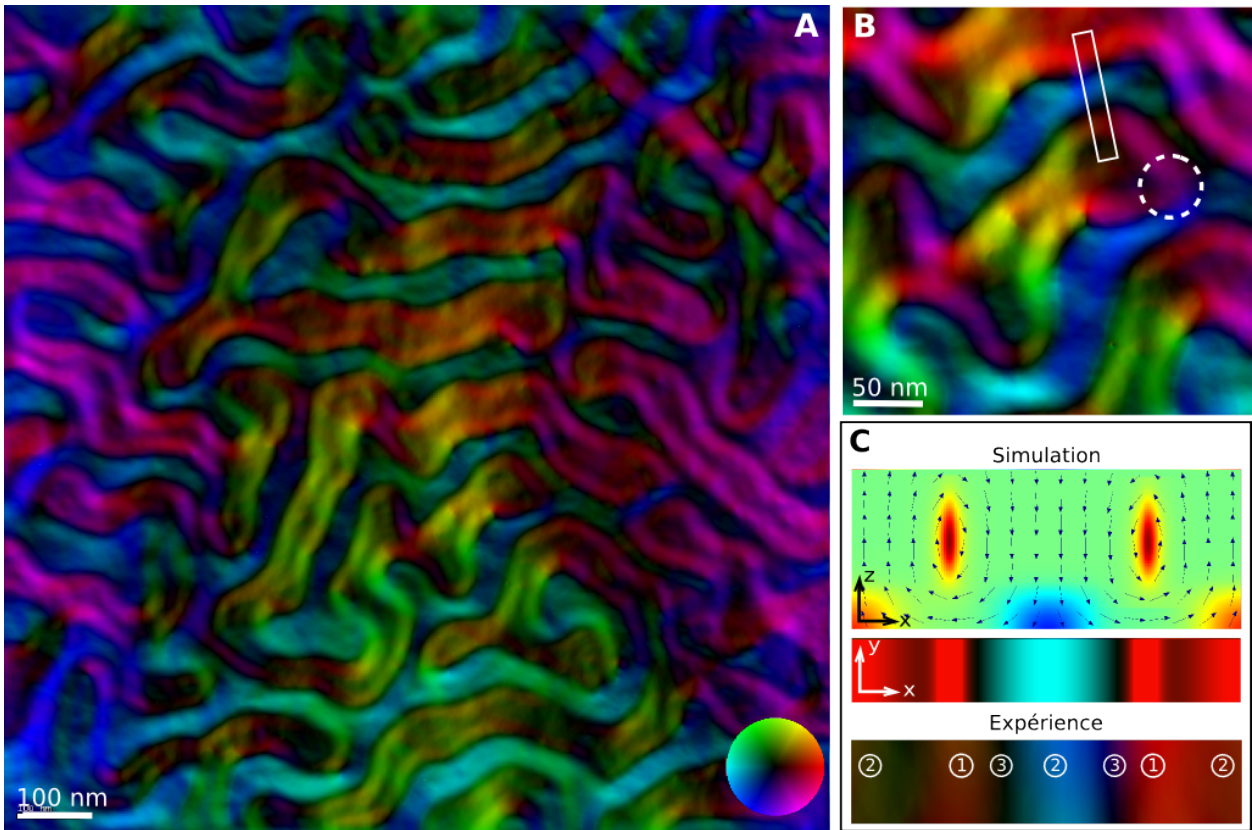 A
100 nm
B
50 nm
C
Simulation
z
x
y
x
Expérience
② ① ③ ② ③ ① ②